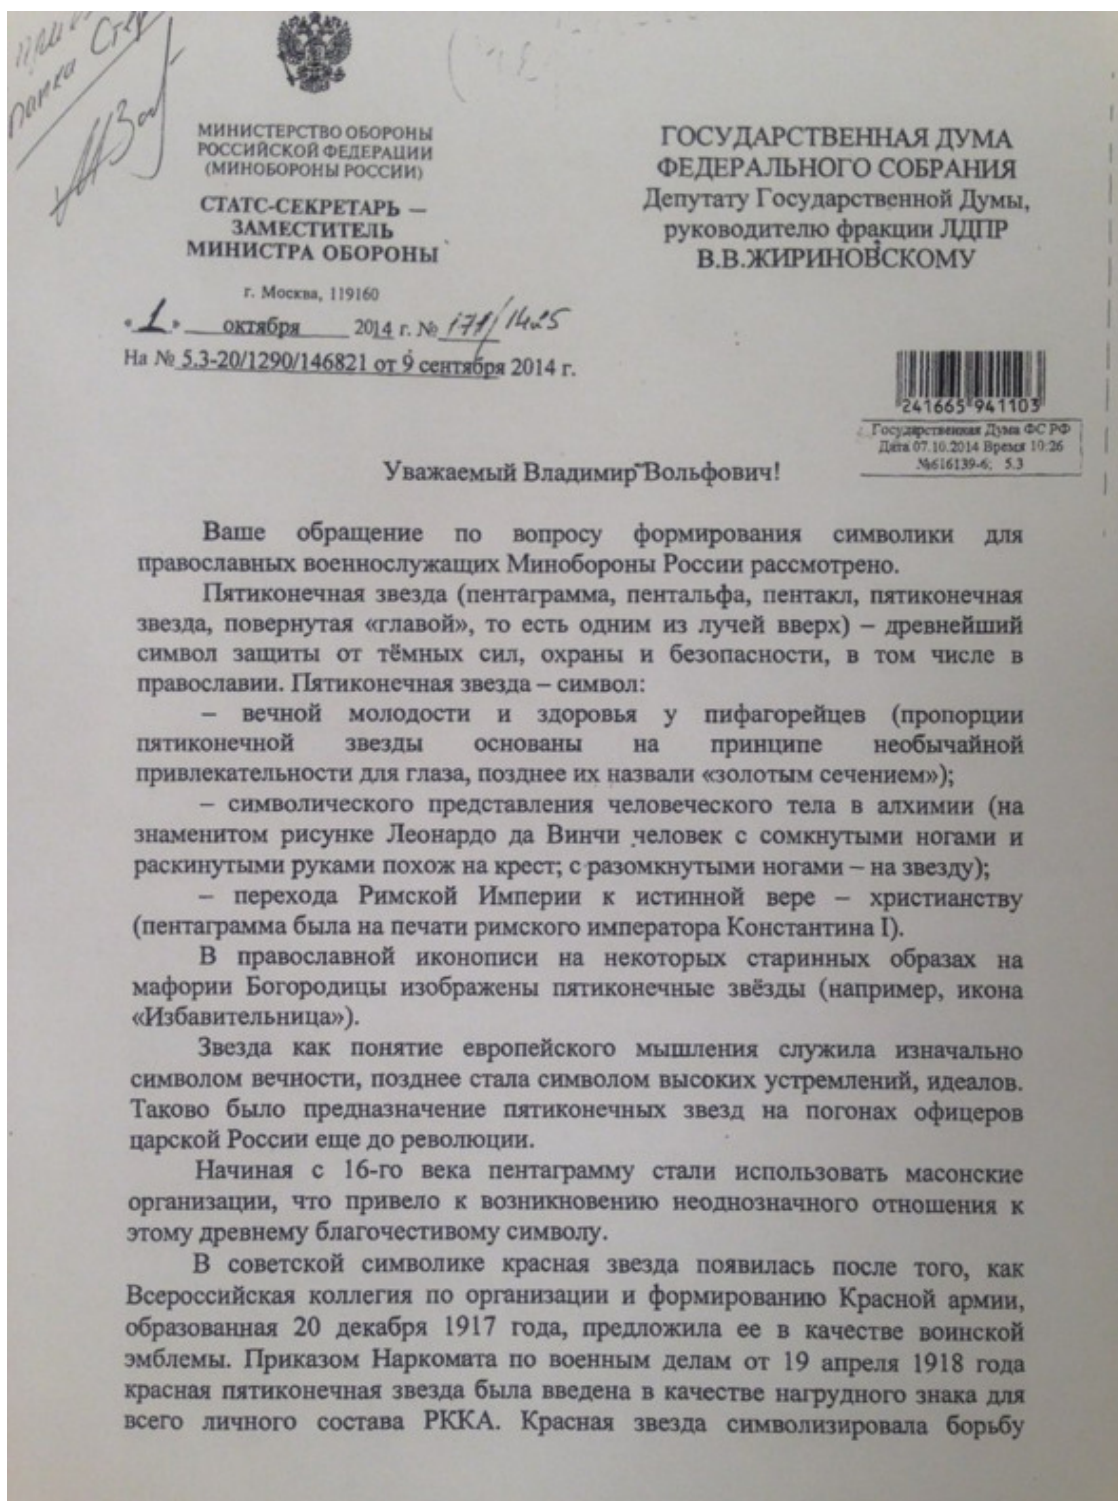 МИНИСТЕРСТВО ОБОРОНЫ
РОССИЙСКОЙ ФЕДЕРАЦИИ
(МИНОБОРОНЫ РОССИИ)
СТАТС-СЕКРЕТАРЬ –
ЗАМЕСТИТЕЛЬ
МИНИСТРА ОБОРОНЫ
г. Москва, 119160
«1» октября 2014 г. № 171/1425
На № 5.3-20/1290/146821 от 9 сентября 2014 г.
ГОСУДАРСТВЕННАЯ ДУМА
ФЕДЕРАЛЬНОГО СОБРАНИЯ
Депутату Государственной Думы,
руководителю фракции ЛДПР
В.В.ЖИРИНОВСКОМУ
241665 941103
Государственная Дума ФС РФ
Дата 07.10.2014 Время 10:26
№616139-6; 5.3
Уважаемый Владимир Вольфович!
Ваше обращение по вопросу формирования символики для
православных военнослужащих Минобороны России рассмотрено.
Пятиконечная звезда (пентаграмма, пентальфа, пентакл, пятиконечная
звезда, повернутая «главой», то есть одним из лучей вверх) – древнейший
символ защиты от тёмных сил, охраны и безопасности, в том числе в
православии. Пятиконечная звезда – символ:
– вечной молодости и здоровья у пифагорейцев (пропорции
пятиконечной звезды основаны на принципе необычайной
привлекательности для глаза, позднее их назвали «золотым сечением»);
– символического представления человеческого тела в алхимии (на
знаменитом рисунке Леонардо да Винчи человек с сомкнутыми ногами и
раскинутыми руками похож на крест; с разомкнутыми ногами – на звезду);
– перехода Римской Империи к истинной вере – христианству
(пентаграмма была на печати римского императора Константина I).
В православной иконописи на некоторых старинных образах на
мафории Богородицы изображены пятиконечные звёзды (например, икона
«Избавительница»).
Звезда как понятие европейского мышления служила изначально
символом вечности, позднее стала символом высоких устремлений, идеалов.
Таково было предназначение пятиконечных звезд на погонах офицеров
царской России еще до революции.
Начиная с 16-го века пентаграмму стали использовать масонские
организации, что привело к возникновению неоднозначного отношения к
этому древнему благочестивому символу.
В советской символике красная звезда появилась после того, как
Всероссийская коллегия по организации и формированию Красной армии,
образованная 20 декабря 1917 года, предложила ее в качестве воинской
эмблемы. Приказом Наркомата по военным делам от 19 апреля 1918 года
красная пятиконечная звезда была введена в качестве нагрудного знака для
всего личного состава РККА. Красная звезда символизировала борьбу